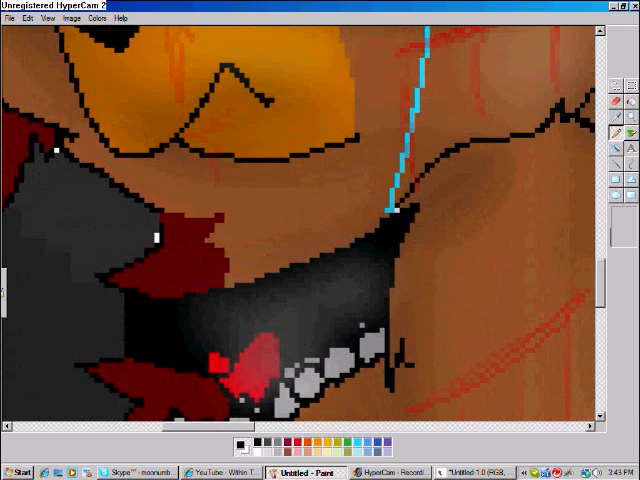 Unregistered HyperCam 2
File Edit View Image Colors Help
A
Start
Skype™ - moonumb...
YouTube - Within T...
Untitled - Paint
HyperCam - Recordi...
"Untitled-1.0 (RGB, ...
3:43 PM